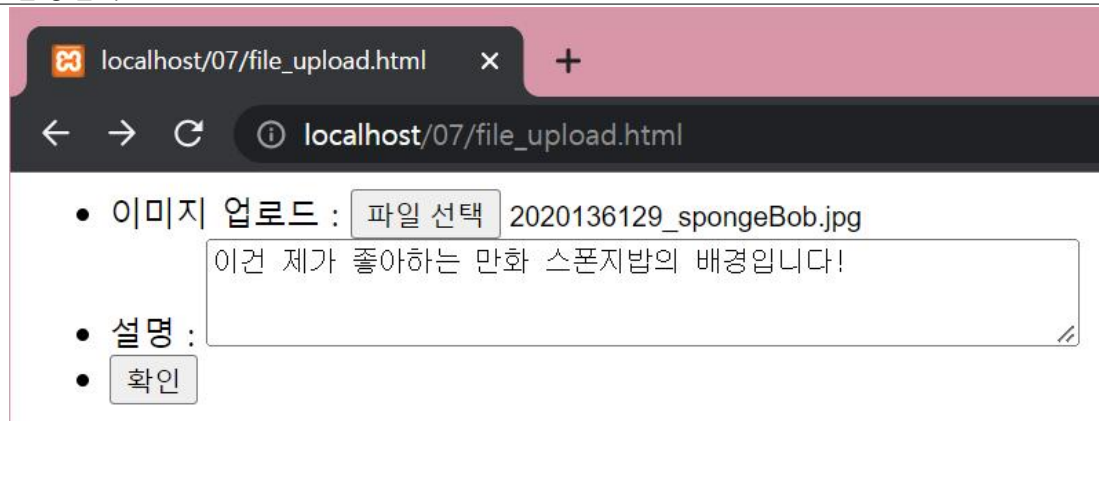 localhost/07/file_upload.html
localhost/07/file_upload.html
이미지 업로드 : 파일 선택 2020136129_spongeBob.jpg
이건 제가 좋아하는 만화 스폰지밥의 배경입니다!
설명 :
확인